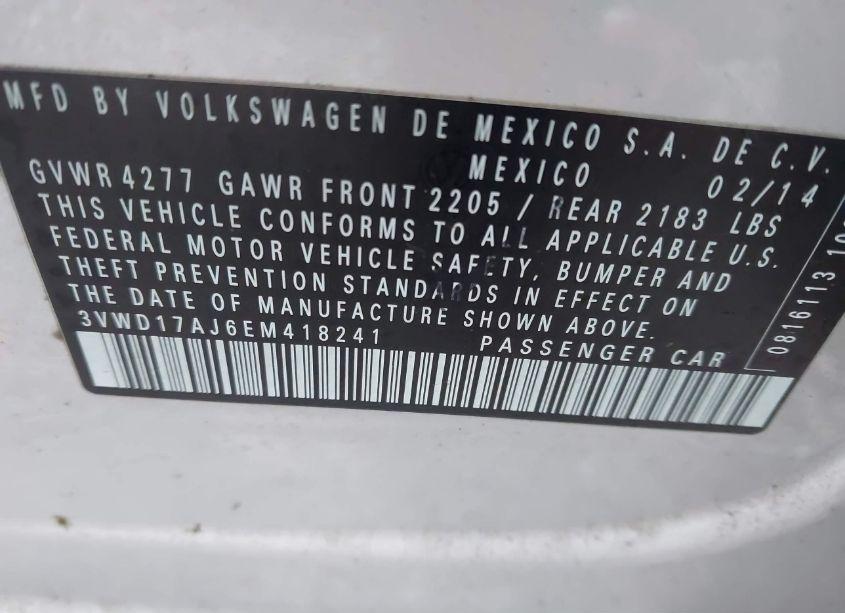 MFD BY VOLKSWAGEN DE MEXICO S.A. DE C.V.
MEXICO 02/14
GVWR 4277 GAWR FRONT 2205 / REAR 2183 LBS
THIS VEHICLE CONFORMS TO ALL APPLICABLE U.S.
FEDERAL MOTOR VEHICLE SAFETY, BUMPER AND
THEFT PREVENTION STANDARDS IN EFFECT ON
THE DATE OF MANUFACTURE SHOWN ABOVE.
3VWD17AJ6EM418241 PASSENGER CAR
0816113